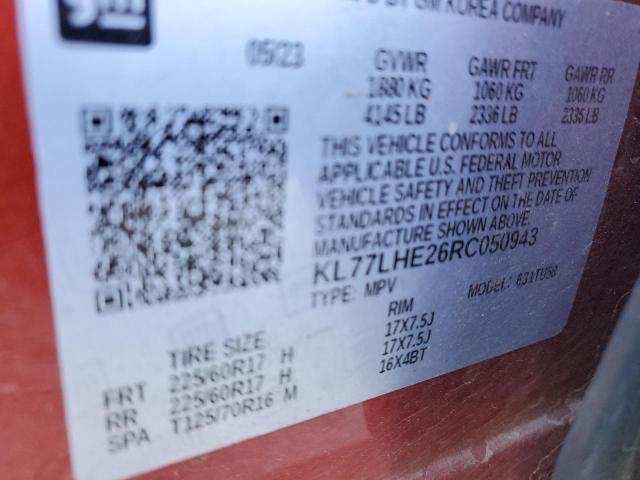 gm
BY GM KOREA COMPANY
05/23 GVWR GAWR FRT GAWR RR
1880 KG 1060 KG 1060 KG
4145 LB 2336 LB 2336 LB
THIS VEHICLE CONFORMS TO ALL
APPLICABLE U.S. FEDERAL MOTOR
VEHICLE SAFETY AND THEFT PREVENTION
STANDARDS IN EFFECT ON THE DATE OF
MANUFACTURE SHOWN ABOVE.
KL77LHE26RC050943
TYPE: MPV MODEL:
TIRE SIZE RIM
FRT 225/60R17 H 17X7.5J
RR 225/60R17 H 17X7.5J
SPA T125/70R16 M 16X4BT